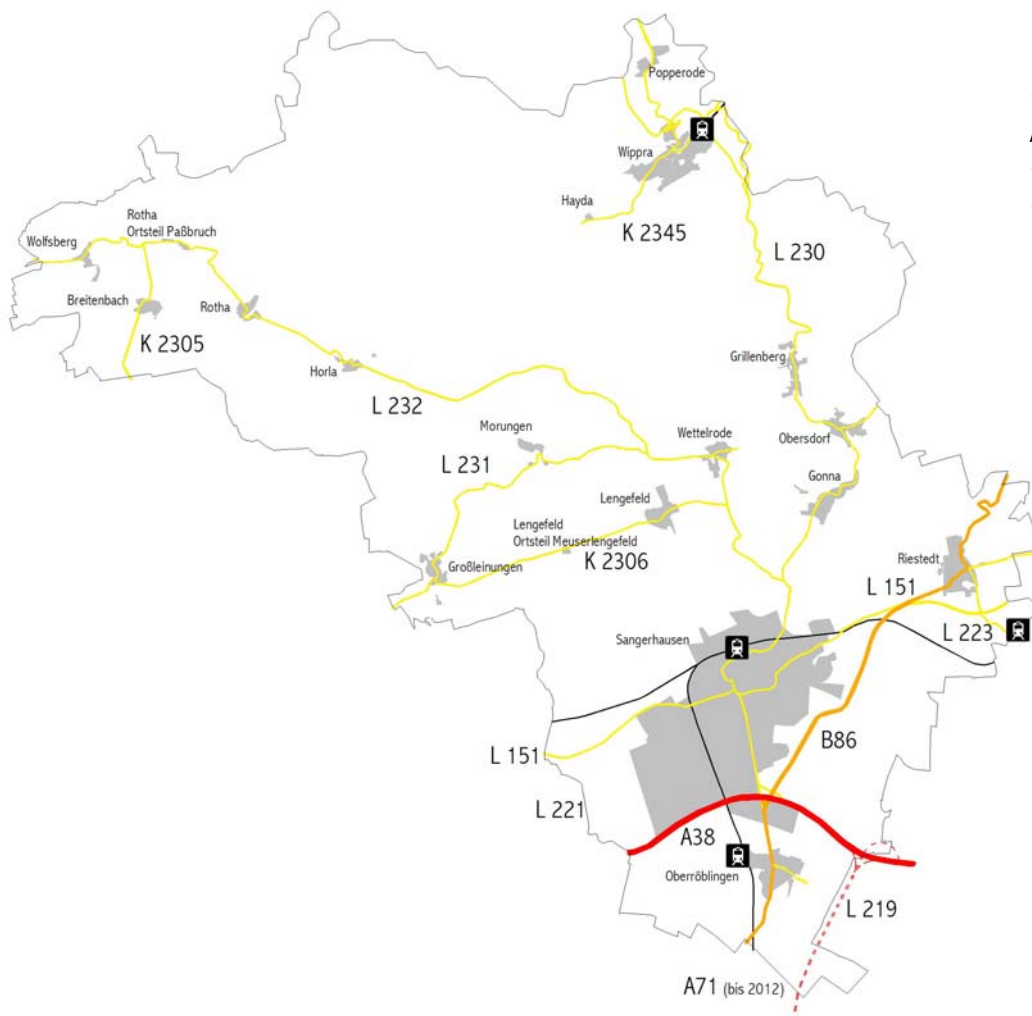 Popperode
Wippra
Hayda
K 2345
L 230
Rotha
Ortsteil Paßbruch
Wolfsberg
Breitenbach
Rotha
K 2305
Horla
L 232
Grillenberg
Morungen
Wettelrode
Obersdorf
L 231
Gonna
Lengefeld
Lengefeld
Ortsteil Meuserlengefeld
K 2306
Großleinungen
Riestedt
L 151
L 223
Sangerhausen
B86
L 151
L 221
A38
Oberröblingen
L 219
A71 (bis 2012)